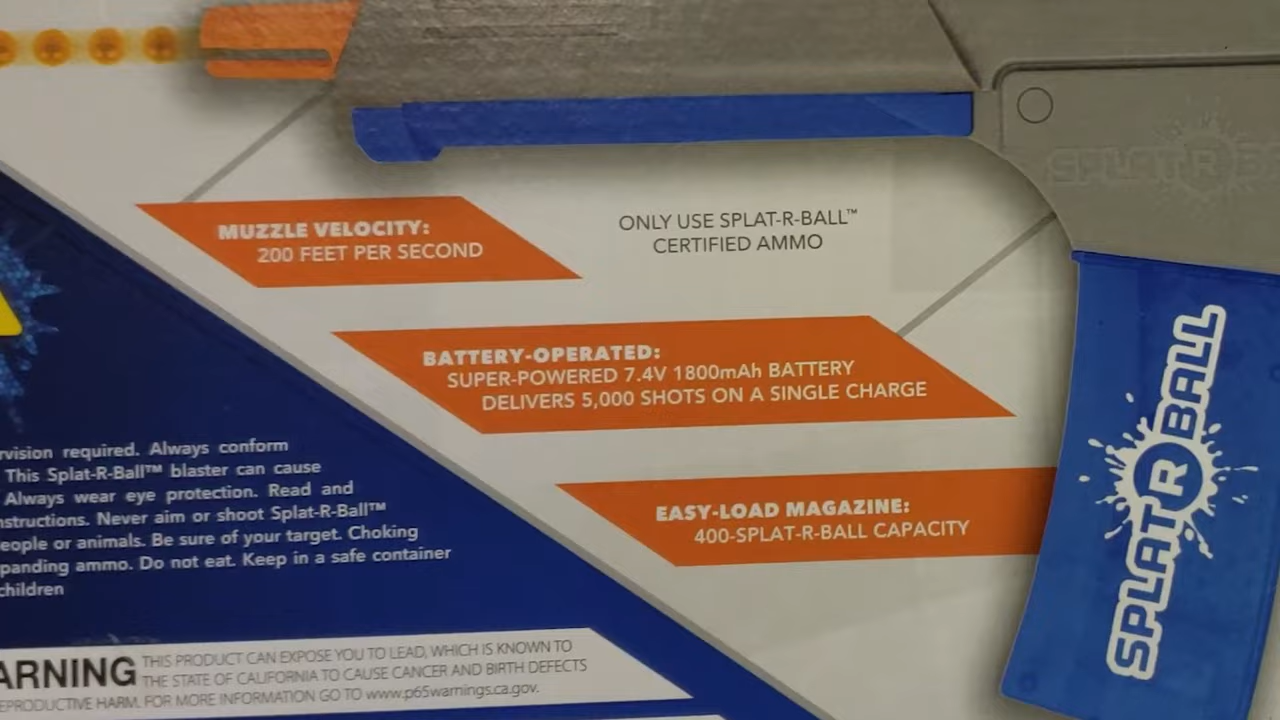 SPLAT R BA
MUZZLE VELOCITY:
200 FEET PER SECOND
ONLY USE SPLAT-R-BALL™
CERTIFIED AMMO
BATTERY-OPERATED:
SUPER-POWERED 7.4V 1800mAh BATTERY
DELIVERS 5,000 SHOTS ON A SINGLE CHARGE
EASY-LOAD MAGAZINE:
400-SPLAT-R-BALL CAPACITY
SPLAT R BALL
rvision required. Always conform
This Splat-R-Ball™ blaster can cause
Always wear eye protection. Read and
nstructions. Never aim or shoot Splat-R-Ball™
eople or animals. Be sure of your target. Choking
panding ammo. Do not eat. Keep in a safe container
children
ARNING THIS PRODUCT CAN EXPOSE YOU TO LEAD, WHICH IS KNOWN TO
THE STATE OF CALIFORNIA TO CAUSE CANCER AND BIRTH DEFECTS
EPRODUCTIVE HARM. FOR MORE INFORMATION GO TO www.p65warnings.ca.gov.